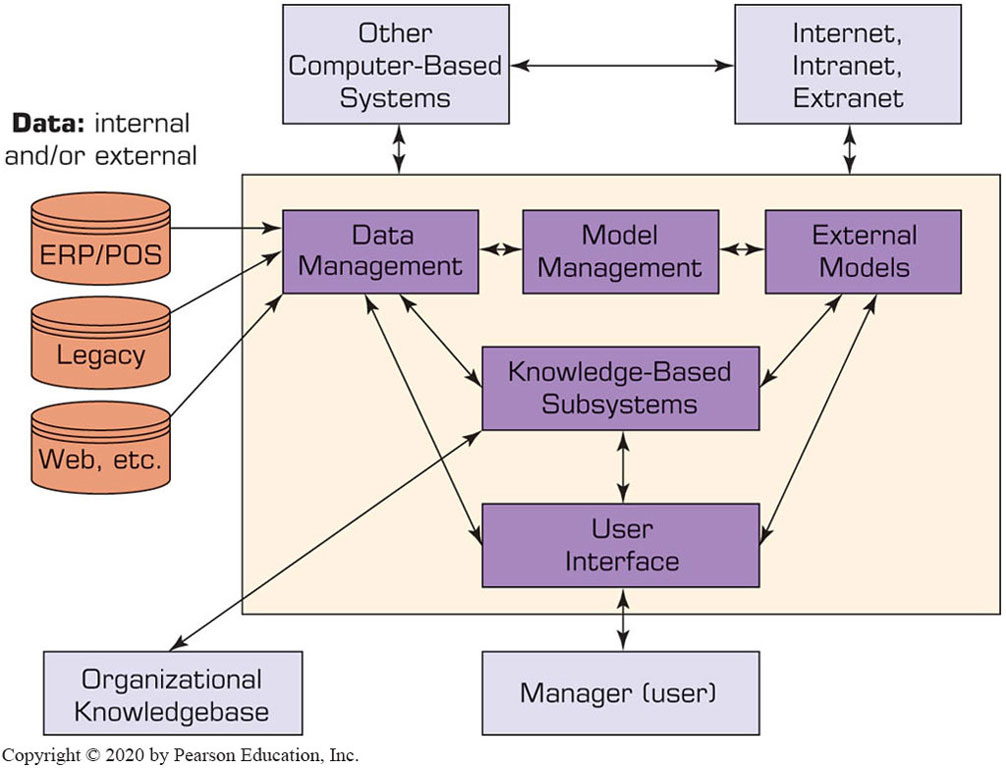 Other
Computer-Based
Systems
Internet,
Intranet,
Extranet
Data: internal
and/or external
ERP/POS
Legacy
Web, etc.
Data
Management
Model
Management
External
Models
Knowledge-Based
Subsystems
User
Interface
Organizational
Knowledgebase
Manager (user)
Copyright © 2020 by Pearson Education, Inc.